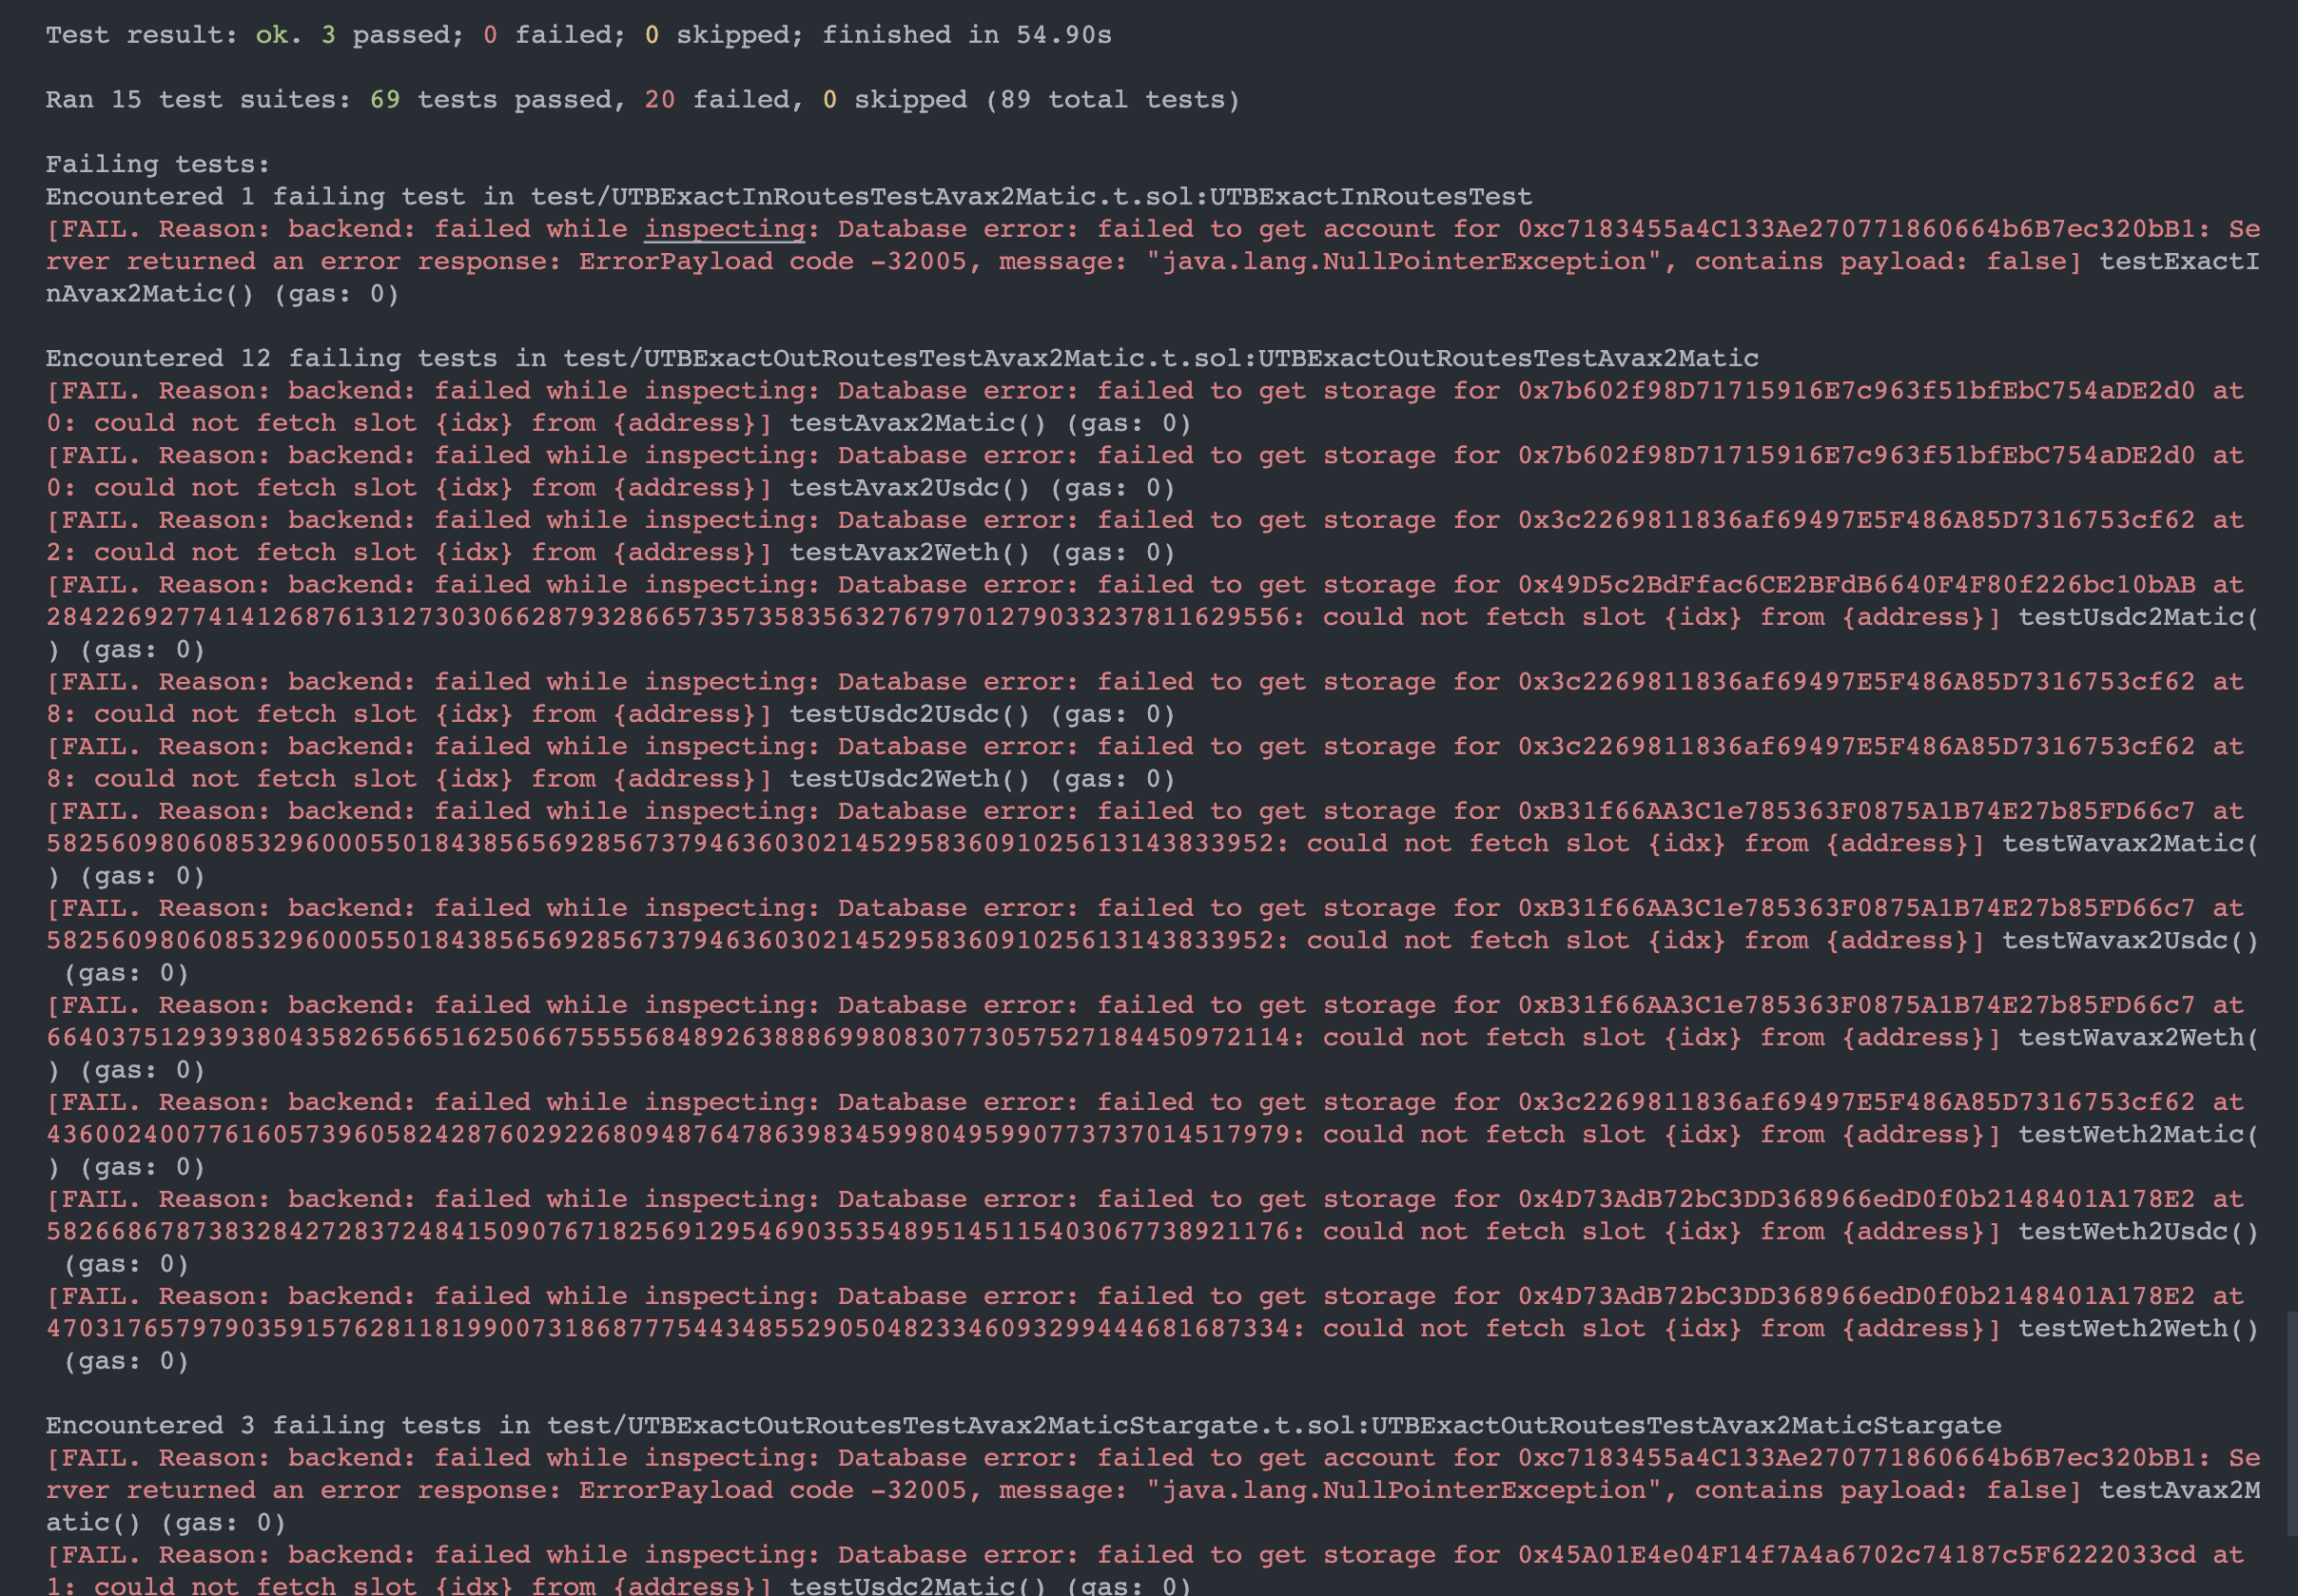 Test result: ok. 3 passed; 0 failed; 0 skipped; finished in 54.90s
Ran 15 test suites: 69 tests passed, 20 failed, 0 skipped (89 total tests)
Failing tests:
Encountered 1 failing test in test/UTBExactInRoutesTestAvax2Matic.t.sol:UTBExactInRoutesTest
[FAIL. Reason: backend: failed while inspecting: Database error: failed to get account for 0xc7183455a4C133Ae270771860664b6B7ec320bB1: Se
rver returned an error response: ErrorPayload code -32005, message: "java.lang.NullPointerException", contains payload: false] testExactI
nAvax2Matic() (gas: 0)
Encountered 12 failing tests in test/UTBExactOutRoutesTestAvax2Matic.t.sol:UTBExactOutRoutesTestAvax2Matic
[FAIL. Reason: backend: failed while inspecting: Database error: failed to get storage for 0x7b602f98D71715916E7c963f51bfEbC754aDE2d0 at
0: could not fetch slot {idx} from {address}] testAvax2Matic() (gas: 0)
[FAIL. Reason: backend: failed while inspecting: Database error: failed to get storage for 0x7b602f98D71715916E7c963f51bfEbC754aDE2d0 at
0: could not fetch slot {idx} from {address}] testAvax2Usdc() (gas: 0)
[FAIL. Reason: backend: failed while inspecting: Database error: failed to get storage for 0x3c2269811836af69497E5F486A85D7316753cf62 at
2: could not fetch slot {idx} from {address}] testAvax2Weth() (gas: 0)
[FAIL. Reason: backend: failed while inspecting: Database error: failed to get storage for 0x49D5c2BdFfac6CE2BFdB6640F4F80f226bc10bAB at
28422692774141268761312730306628793286657357358356327679701279033237811629556: could not fetch slot {idx} from {address}] testUsdc2Matic(
) (gas: 0)
[FAIL. Reason: backend: failed while inspecting: Database error: failed to get storage for 0x3c2269811836af69497E5F486A85D7316753cf62 at
8: could not fetch slot {idx} from {address}] testUsdc2Usdc() (gas: 0)
[FAIL. Reason: backend: failed while inspecting: Database error: failed to get storage for 0x3c2269811836af69497E5F486A85D7316753cf62 at
8: could not fetch slot {idx} from {address}] testUsdc2Weth() (gas: 0)
[FAIL. Reason: backend: failed while inspecting: Database error: failed to get storage for 0xB31f66AA3C1e785363F0875A1B74E27b85FD66c7 at
5825609806085329600055018438565692856737946360302145295836091025613143833952: could not fetch slot {idx} from {address}] testWavax2Matic(
) (gas: 0)
[FAIL. Reason: backend: failed while inspecting: Database error: failed to get storage for 0xB31f66AA3C1e785363F0875A1B74E27b85FD66c7 at
5825609806085329600055018438565692856737946360302145295836091025613143833952: could not fetch slot {idx} from {address}] testWavax2Usdc()
 (gas: 0)
[FAIL. Reason: backend: failed while inspecting: Database error: failed to get storage for 0xB31f66AA3C1e785363F0875A1B74E27b85FD66c7 at
66403751293938043582656651625066755556848926388869980830773057527184450972114: could not fetch slot {idx} from {address}] testWavax2Weth(
) (gas: 0)
[FAIL. Reason: backend: failed while inspecting: Database error: failed to get storage for 0x3c2269811836af69497E5F486A85D7316753cf62 at
43600240077616057396058242876029226809487647863983459980495990773737014517979: could not fetch slot {idx} from {address}] testWeth2Matic(
) (gas: 0)
[FAIL. Reason: backend: failed while inspecting: Database error: failed to get storage for 0x4D73AdB72bC3DD368966edD0f0b2148401A178E2 at
58266867873832842728372484150907671825691295469035354895145115403067738921176: could not fetch slot {idx} from {address}] testWeth2Usdc()
 (gas: 0)
[FAIL. Reason: backend: failed while inspecting: Database error: failed to get storage for 0x4D73AdB72bC3DD368966edD0f0b2148401A178E2 at
47031765797903591576281181990073186877754434855290504823346093299444681687334: could not fetch slot {idx} from {address}] testWeth2Weth()
 (gas: 0)
Encountered 3 failing tests in test/UTBExactOutRoutesTestAvax2MaticStargate.t.sol:UTBExactOutRoutesTestAvax2MaticStargate
[FAIL. Reason: backend: failed while inspecting: Database error: failed to get account for 0xc7183455a4C133Ae270771860664b6B7ec320bB1: Se
rver returned an error response: ErrorPayload code -32005, message: "java.lang.NullPointerException", contains payload: false] testAvax2M
atic() (gas: 0)
[FAIL. Reason: backend: failed while inspecting: Database error: failed to get storage for 0x45A01E4e04F14f7A4a6702c74187c5F6222033cd at
1: could not fetch slot {idx} from {address}] testUsdc2Matic() (gas: 0)